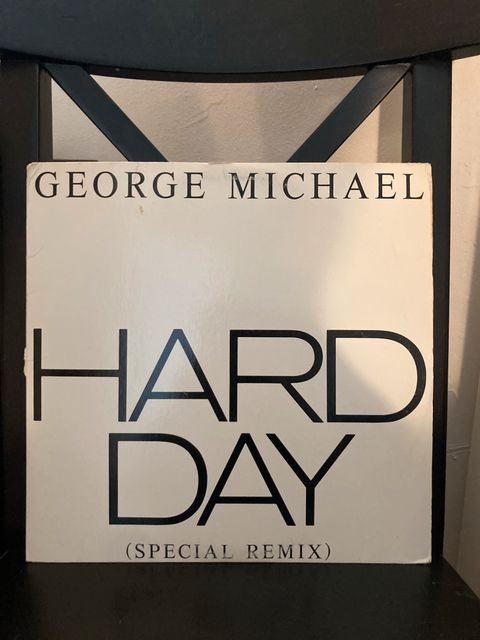 GEORGE MICHAEL
HARD
DAY
(SPECIAL REMIX)